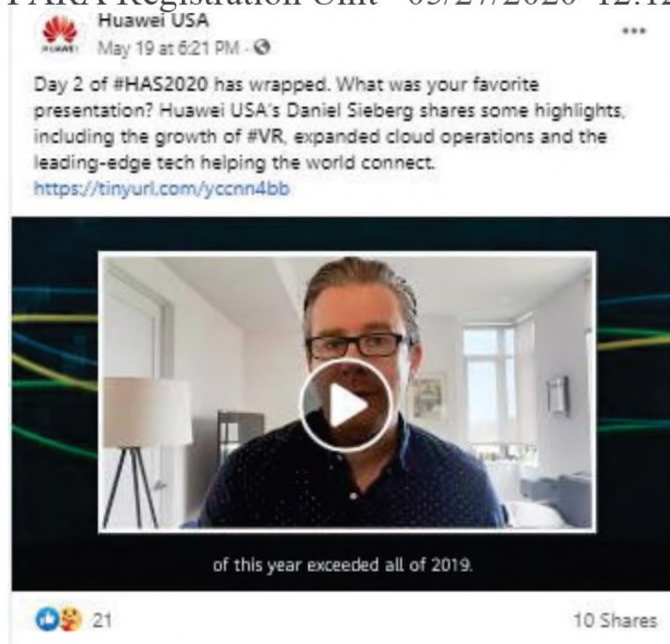 Registration Unit
Huawei USA
HUAWEI
May 19 at 6:21 PM ·
Day 2 of #HAS2020 has wrapped. What was your favorite
presentation? Huawei USA's Daniel Sieberg shares some highlights,
including the growth of #VR, expanded cloud operations and the
leading-edge tech helping the world connect.
https://tinyurl.com/yccnn4bb
of this year exceeded all of 2019.
21
10 Shares